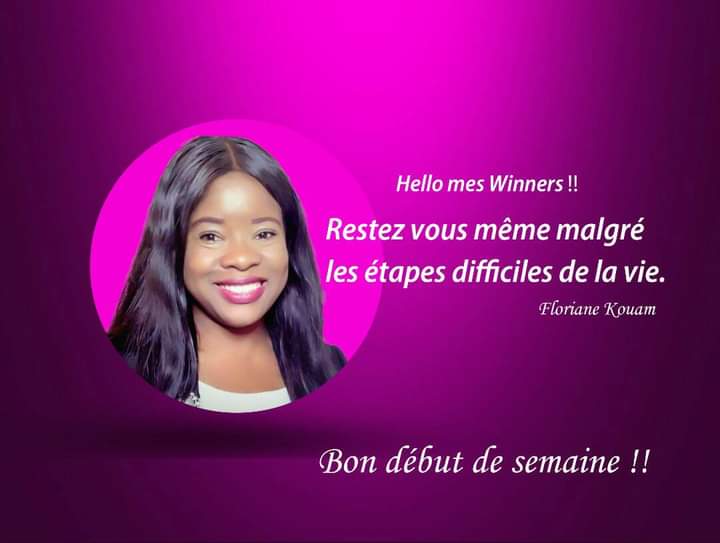 Hello mes Winners !!
Restez vous même malgré
les étapes difficiles de la vie.
Floriane Kouam
Bon début de semaine !!